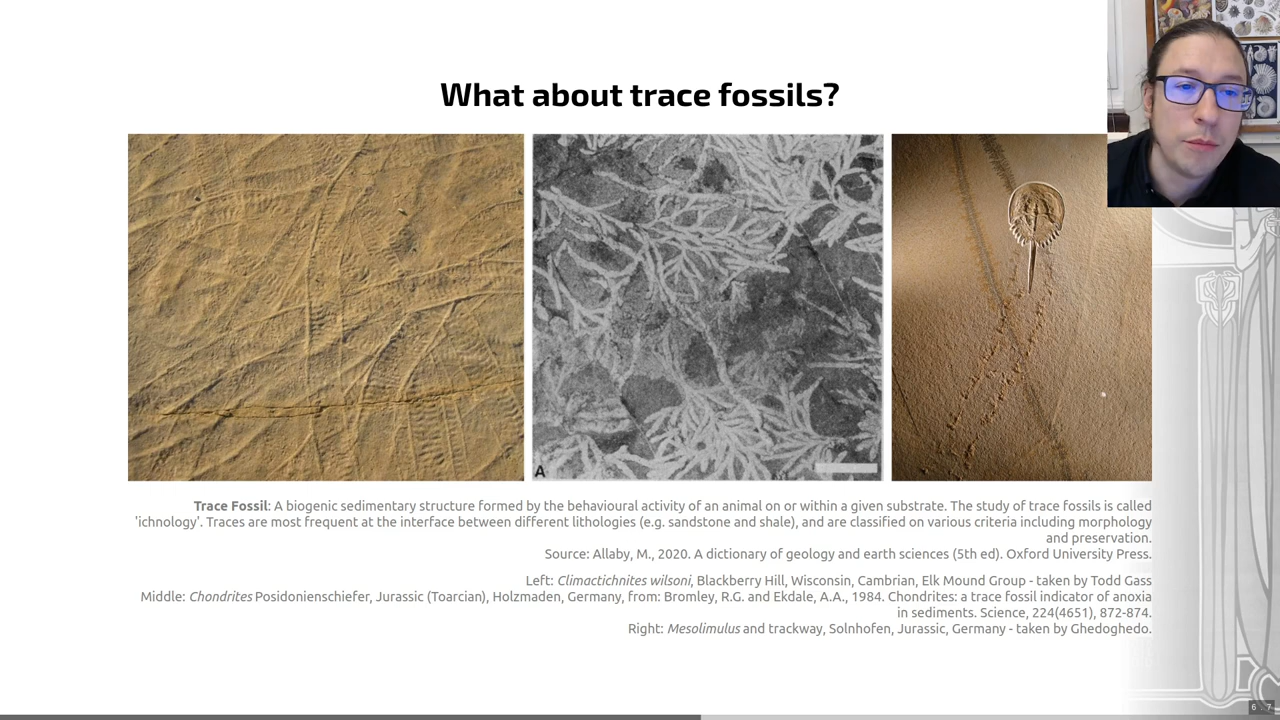 What about trace fossils?
A
Trace Fossil: A biogenic sedimentary structure formed by the behavioural activity of an animal on or within a given substrate. The study of trace fossils is called
'ichnology'. Traces are most frequent at the interface between different lithologies (e.g. sandstone and shale), and are classified on various criteria including morphology
and preservation.
Source: Allaby, M., 2020. A dictionary of geology and earth sciences (5th ed). Oxford University Press.
Left: Climactichnites wilsoni, Blackberry Hill, Wisconsin, Cambrian, Elk Mound Group - taken by Todd Gass
Middle: Chondrites Posidonienschiefer, Jurassic (Toarcian), Holzmaden, Germany, from: Bromley, R.G. and Ekdale, A.A., 1984. Chondrites: a trace fossil indicator of anoxia
in sediments. Science, 224(4651), 872-874.
Right: Mesolimulus and trackway, Solnhofen, Jurassic, Germany - taken by Ghedoghedo.
6 / 7